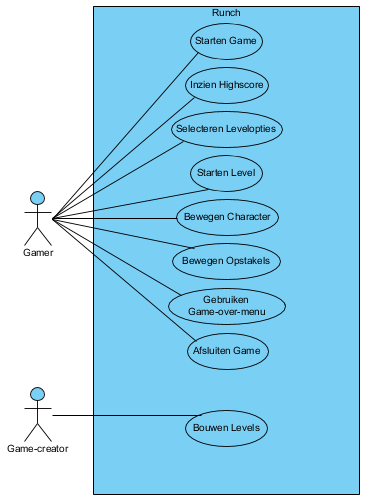 Runch
Starten Game
Inzien Highscore
Selecteren Levelopties
Starten Level
Bewegen Character
Bewegen Opstakels
Gebruiken
Game-over-menu
Afsluiten Game
Bouwen Levels
Gamer
Game-creator